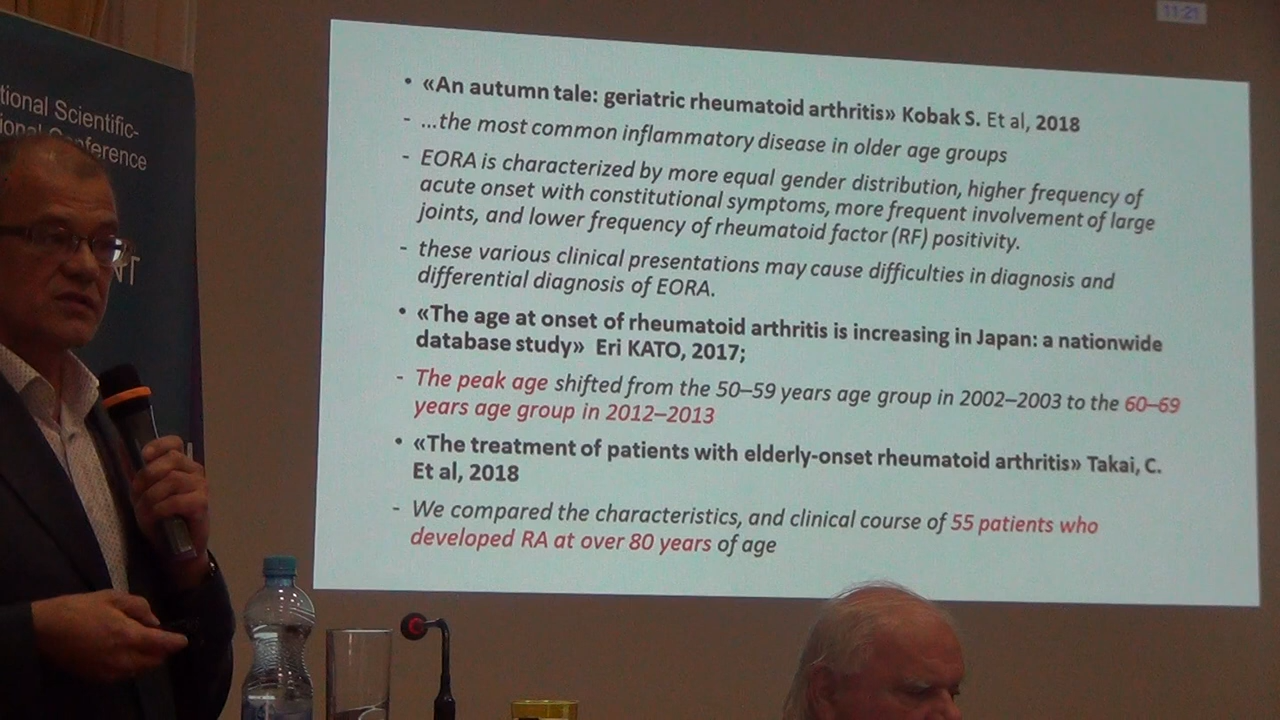 11:21
tional Scientific-
ional Conference
NT
• «An autumn tale: geriatric rheumatoid arthritis» Kobak S. Et al, 2018
- ...the most common inflammatory disease in older age groups
- EORA is characterized by more equal gender distribution, higher frequency of
acute onset with constitutional symptoms, more frequent involvement of large
joints, and lower frequency of rheumatoid factor (RF) positivity.
- these various clinical presentations may cause difficulties in diagnosis and
differential diagnosis of EORA.
• «The age at onset of rheumatoid arthritis is increasing in Japan: a nationwide
database study» Eri KATO, 2017;
- The peak age shifted from the 50–59 years age group in 2002–2003 to the 60–69
years age group in 2012–2013
• «The treatment of patients with elderly-onset rheumatoid arthritis» Takai, C.
Et al, 2018
- We compared the characteristics, and clinical course of 55 patients who
developed RA at over 80 years of age